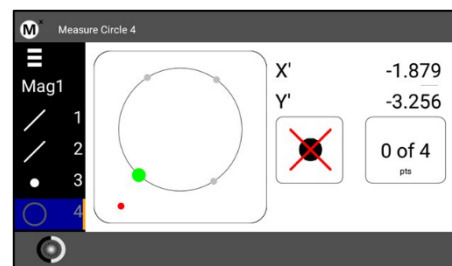 M x Measure Circle 4
Mag1
1
2
3
4
X' -1.879
Y' -3.256
0 of 4
pts